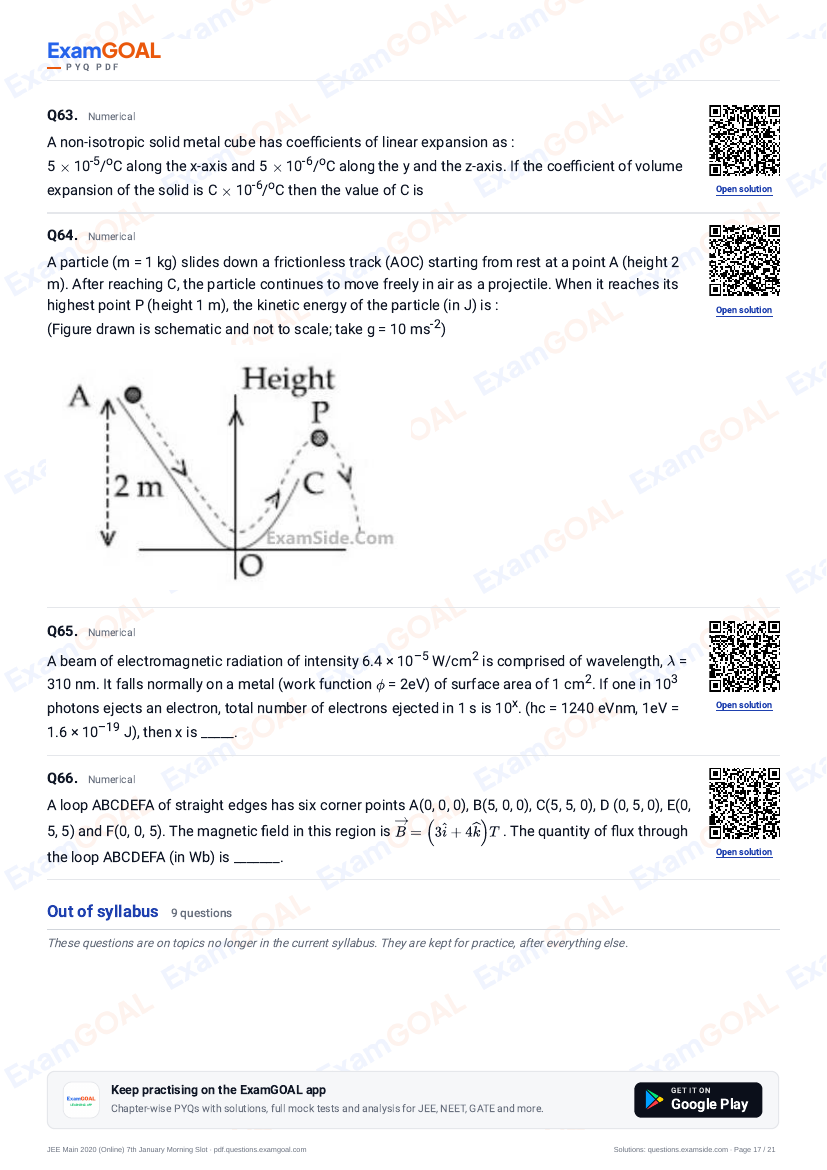 ExamGOAL
PYQ PDF
Q63. Numerical
A non-isotropic solid metal cube has coefficients of linear expansion as :
5 × 10⁻⁵/°C along the x-axis and 5 × 10⁻⁶/°C along the y and the z-axis. If the coefficient of volume
expansion of the solid is C × 10⁻⁶/°C then the value of C is
Open solution
Q64. Numerical
A particle (m = 1 kg) slides down a frictionless track (AOC) starting from rest at a point A (height 2
m). After reaching C, the particle continues to move freely in air as a projectile. When it reaches its
highest point P (height 1 m), the kinetic energy of the particle (in J) is :
(Figure drawn is schematic and not to scale; take g = 10 ms⁻²)
Open solution
Height
A
P
2 m
C
ExamSide.Com
O
Q65. Numerical
A beam of electromagnetic radiation of intensity 6.4 × 10⁻⁵ W/cm² is comprised of wavelength, λ =
310 nm. It falls normally on a metal (work function ϕ = 2eV) of surface area of 1 cm². If one in 10³
photons ejects an electron, total number of electrons ejected in 1 s is 10ˣ. (hc = 1240 eVnm, 1eV =
1.6 × 10⁻¹⁹ J), then x is _____.
Open solution
Q66. Numerical
A loop ABCDEFA of straight edges has six corner points A(0, 0, 0), B(5, 0, 0), C(5, 5, 0), D (0, 5, 0), E(0,
5, 5) and F(0, 0, 5). The magnetic field in this region is $\overrightarrow{B} = \left(3\hat{i} + 4\hat{k}\right)T$ . The quantity of flux through
the loop ABCDEFA (in Wb) is _______.
Open solution
Out of syllabus 9 questions
These questions are on topics no longer in the current syllabus. They are kept for practice, after everything else.
ExamGOAL
Keep practising on the ExamGOAL app
Chapter-wise PYQs with solutions, full mock tests and analysis for JEE, NEET, GATE and more.
GET IT ON
Google Play
JEE Main 2020 (Online) 7th January Morning Slot · pdf.questions.examgoal.com
Solutions: questions.examside.com · Page 17 / 21